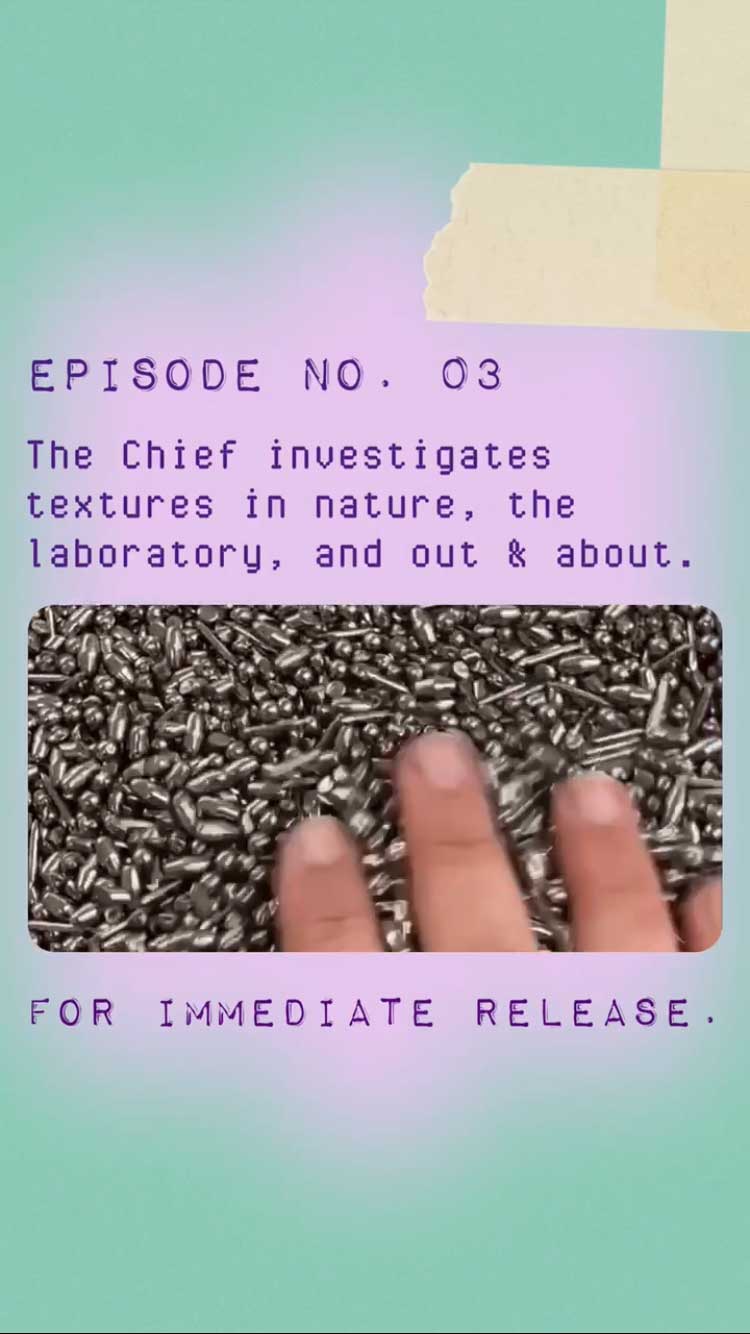 EPISODE NO. 03
The Chief investigates
textures in nature, the
laboratory, and out & about.
FOR IMMEDIATE RELEASE.